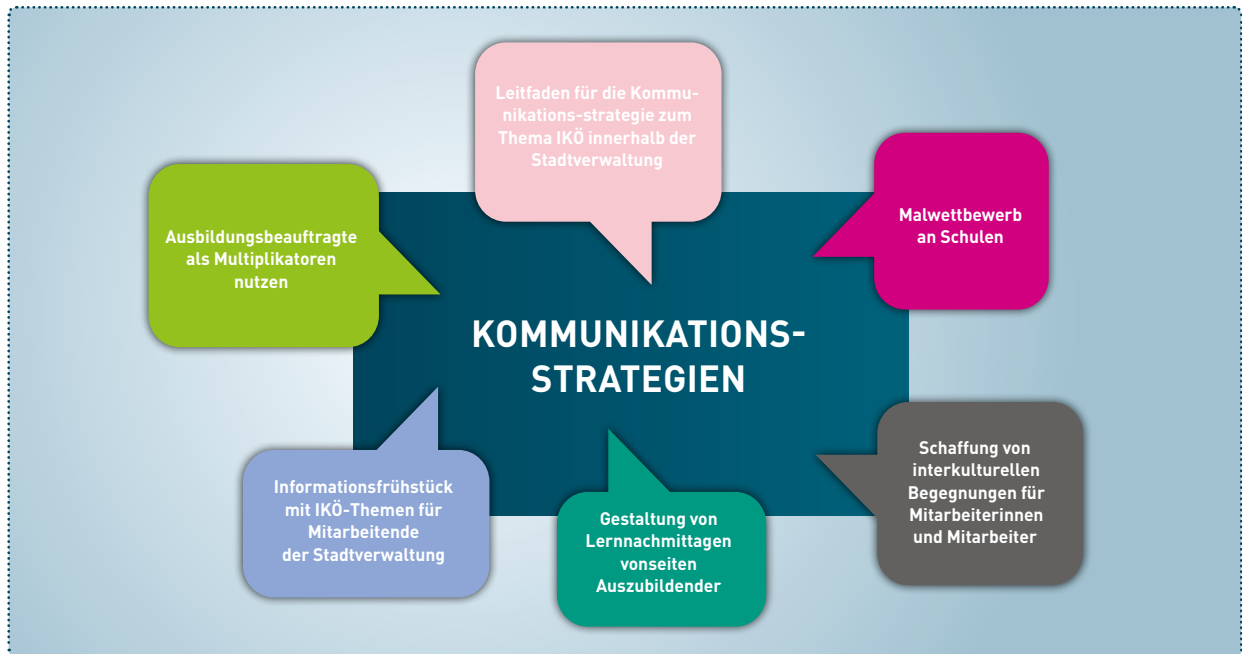 Leitfaden für die Kommu-
nikations-strategie zum
Thema IKÖ innerhalb der
Stadtverwaltung
Ausbildungsbeauftragte
als Multiplikatoren
nutzen
Malwettbewerb
an Schulen
KOMMUNIKATIONS-
STRATEGIEN
Informationsfrühstück
mit IKÖ-Themen für
Mitarbeitende
der Stadtverwaltung
Gestaltung von
Lernnachmittagen
vonseiten
Auszubildender
Schaffung von
interkulturellen
Begegnungen für
Mitarbeiterinnen
und Mitarbeiter